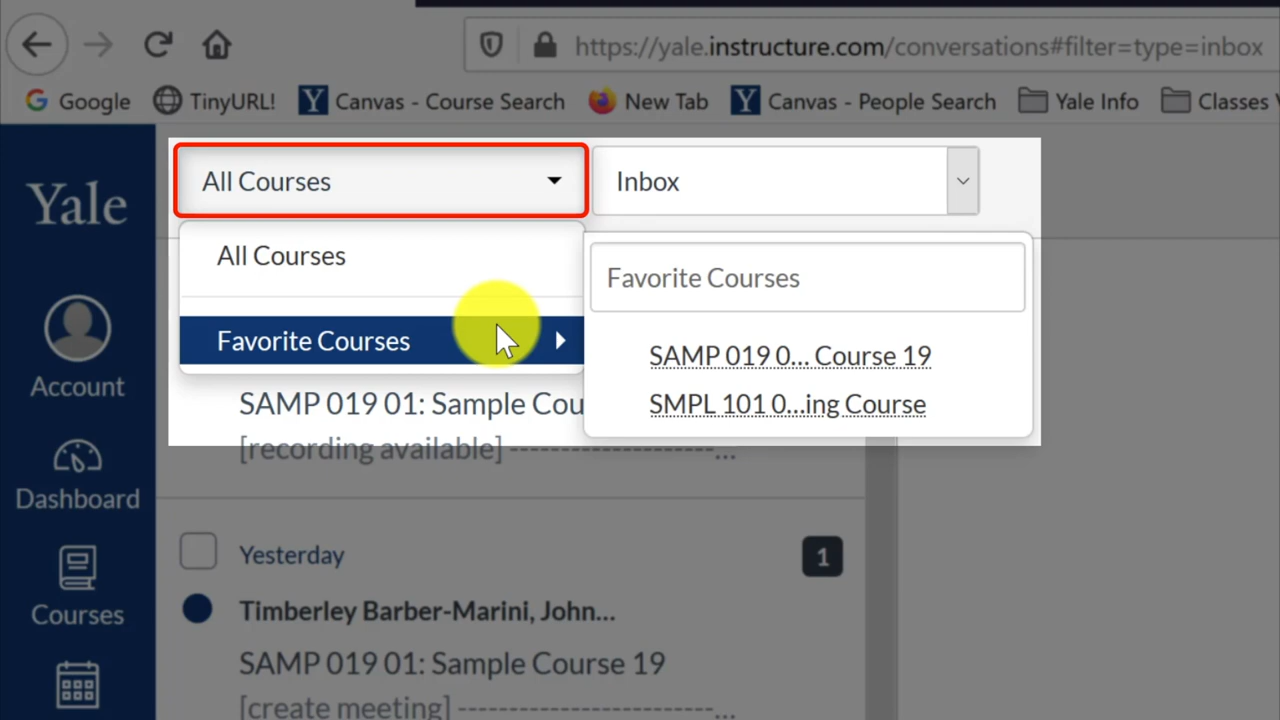 https://yale.instructure.com/conversations#filter=type=inbox
Google TinyURL! Y Canvas - Course Search New Tab Y Canvas - People Search Yale Info Classes
Yale
All Courses Inbox
All Courses
Favorite Courses
Favorite Courses
SAMP 019 0... Course 19
SMPL 101 0...ing Course
SAMP 019 01: Sample Cou
[recording available] --------------------...
Account
Dashboard
Courses
Yesterday 1
Timberley Barber-Marini, John...
SAMP 019 01: Sample Course 19
[create meeting] ------------------------...